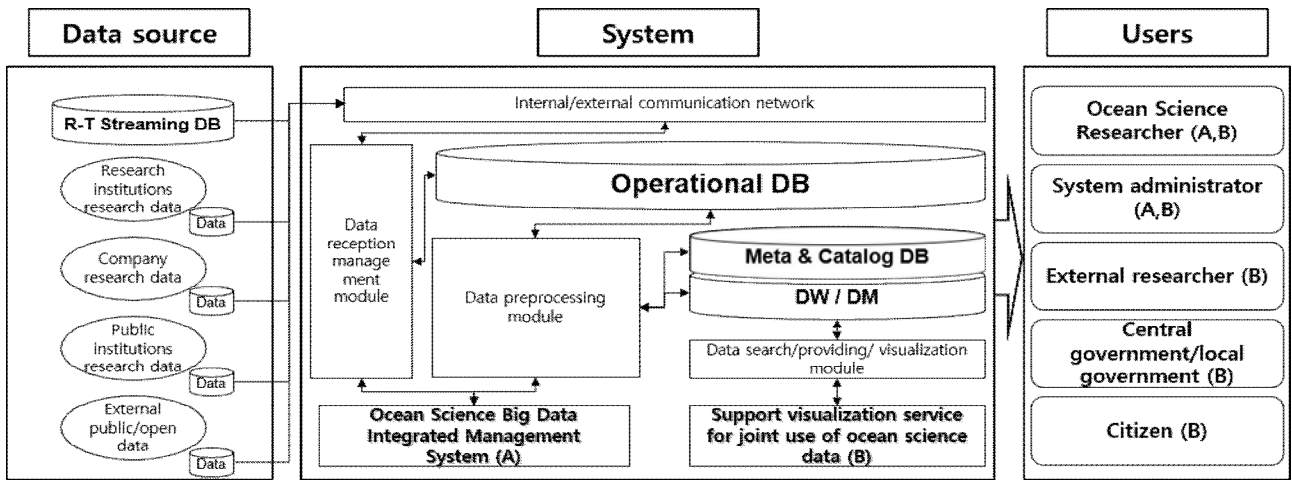 Data source
System
Users
R-T Streaming DB
Research
institutions
research data
Data
Company
research data
Data
Public
institutions
research data
Data
External
public/open
data
Data
Internal/external communication network
Data
reception
manage
ment
module
Operational DB
Data preprocessing
module
Meta & Catalog DB
DW / DM
Data search/providing/ visualization
module
Ocean Science Big Data
Integrated Management
System (A)
Support visualization service
for joint use of ocean science
data (B)
Ocean Science
Researcher (A,B)
System administrator
(A,B)
External researcher (B)
Central
government/local
government (B)
Citizen (B)